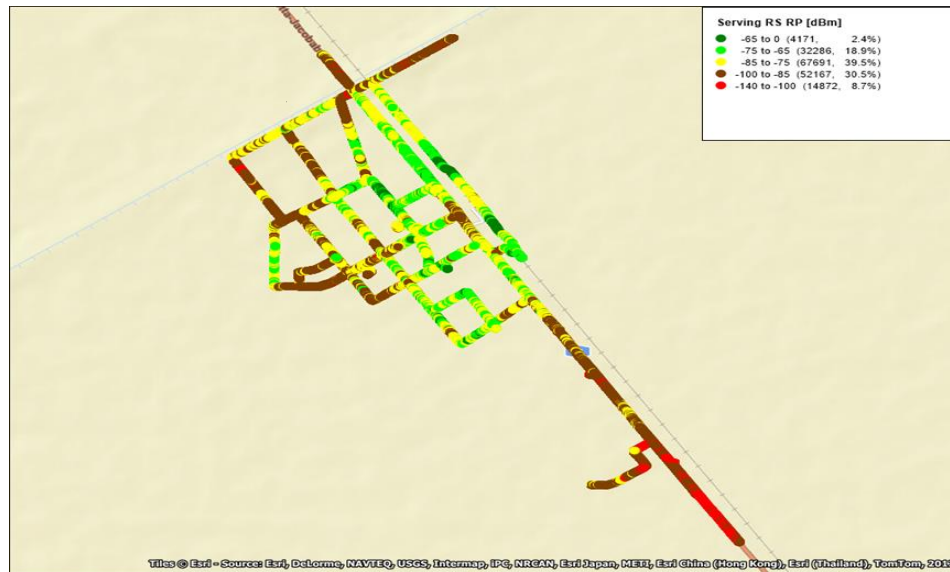 Serving RS RP [dBm]
-65 to 0 (4171, 2.4%)
-75 to -65 (32286, 18.9%)
-85 to -75 (67691, 39.5%)
-100 to -85 (52167, 30.5%)
-140 to -100 (14872, 8.7%)
Tiles © Esri - Source: Esri, DeLorme, NAVTEQ, USGS, Intermap, iPC, NRCAN, Esri Japan, METI, Esri China (Hong Kong), Esri (Thailand), TomTom,